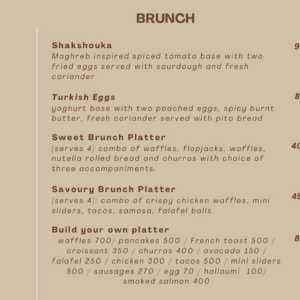 BRUNCH
Shakshouka
Maghreb inspired spiced tomato base with two
fried eggs served with sourdough and fresh
coriander
Turkish Eggs
yoghurt base with two poached eggs, spicy burnt
butter, fresh coriander served with pita bread
Sweet Brunch Platter
(serves 4): combo of waffles, flapjacks, waffles,
nutella rolled bread and churros with choice of
three accompaniments.
Savoury Brunch Platter
(serves 4): combo of crispy chicken waffles, mini
sliders, tacos, samosa, falafel balls.
Build your own platter
waffles 700/ pancakes 500 / French toast 500 /
croissant 350 / churros 400 / avocado 150 /
falafel 250 / chicken 300 / tacos 500 / mini sliders
500 / sausages 270 / egg 70 / halloumi 100/
smoked salmon 400